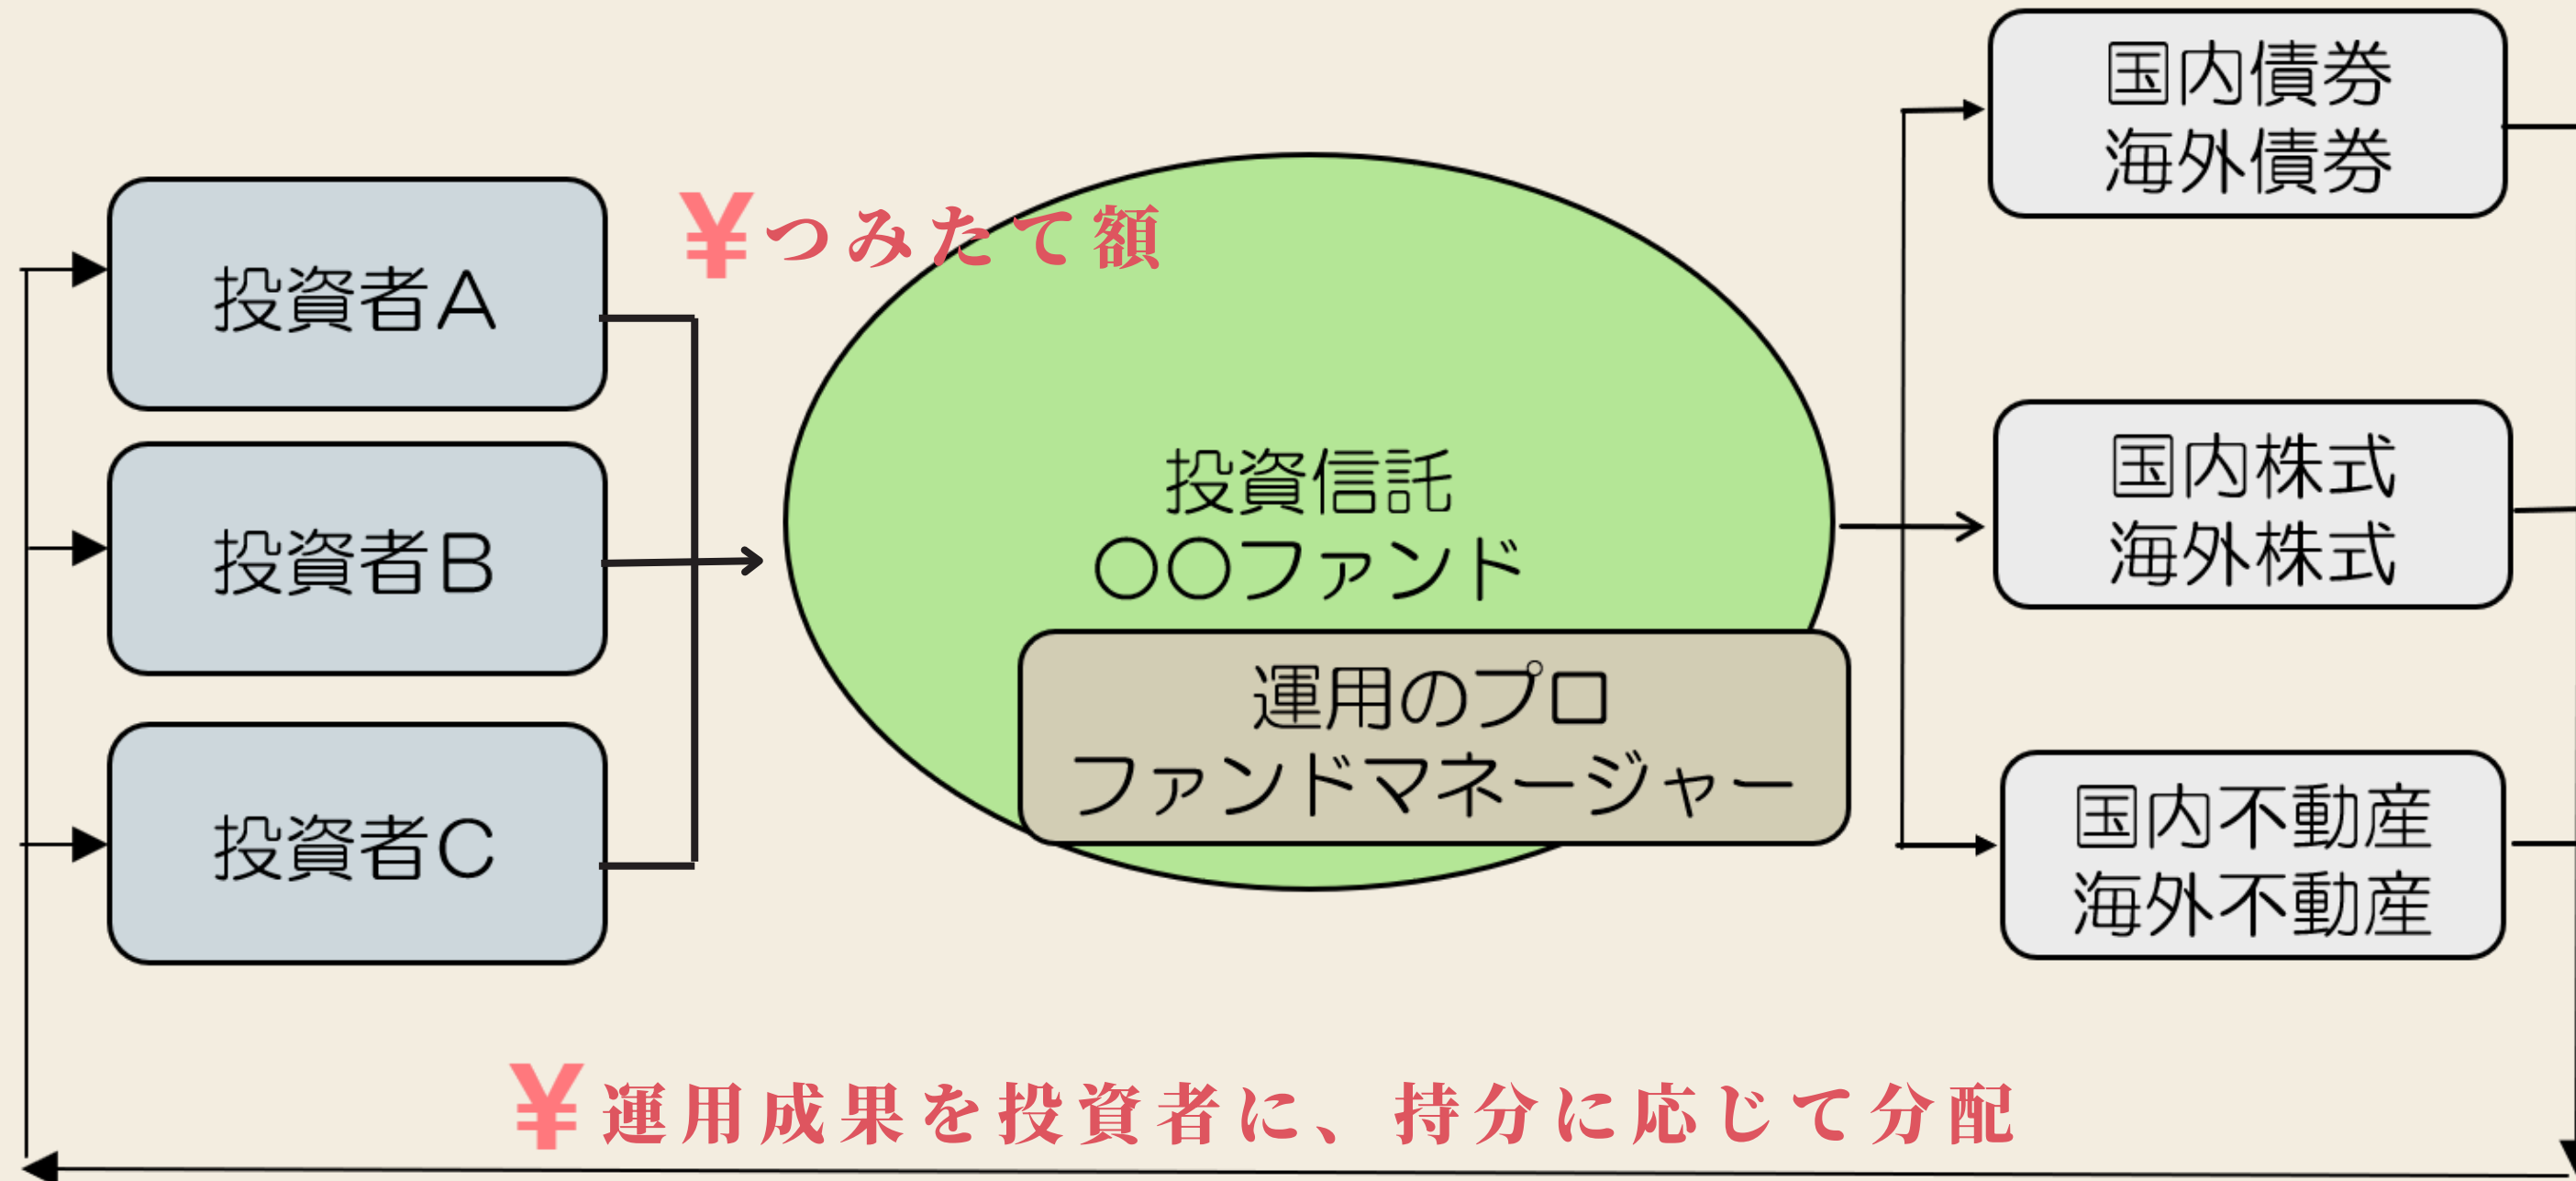 投資者A
投資者B
投資者C
¥つみたて額
投資信託
〇〇ファンド
運用のプロ
ファンドマネージャー
国内債券
海外債券
国内株式
海外株式
国内不動産
海外不動産
¥運用成果を投資者に、持分に応じて分配